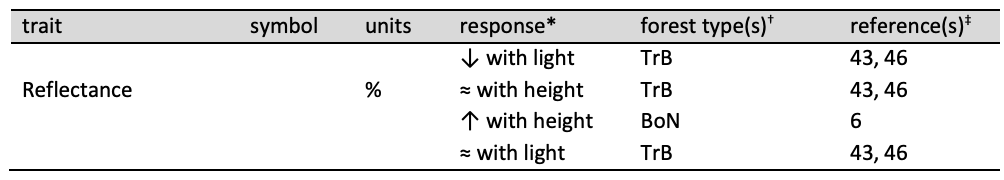 trait symbol units response* forest type(s)† reference(s)‡
↓ with light TrB 43, 46
Reflectance % ≈ with height TrB 43, 46
↑ with height BoN 6
≈ with light TrB 43, 46